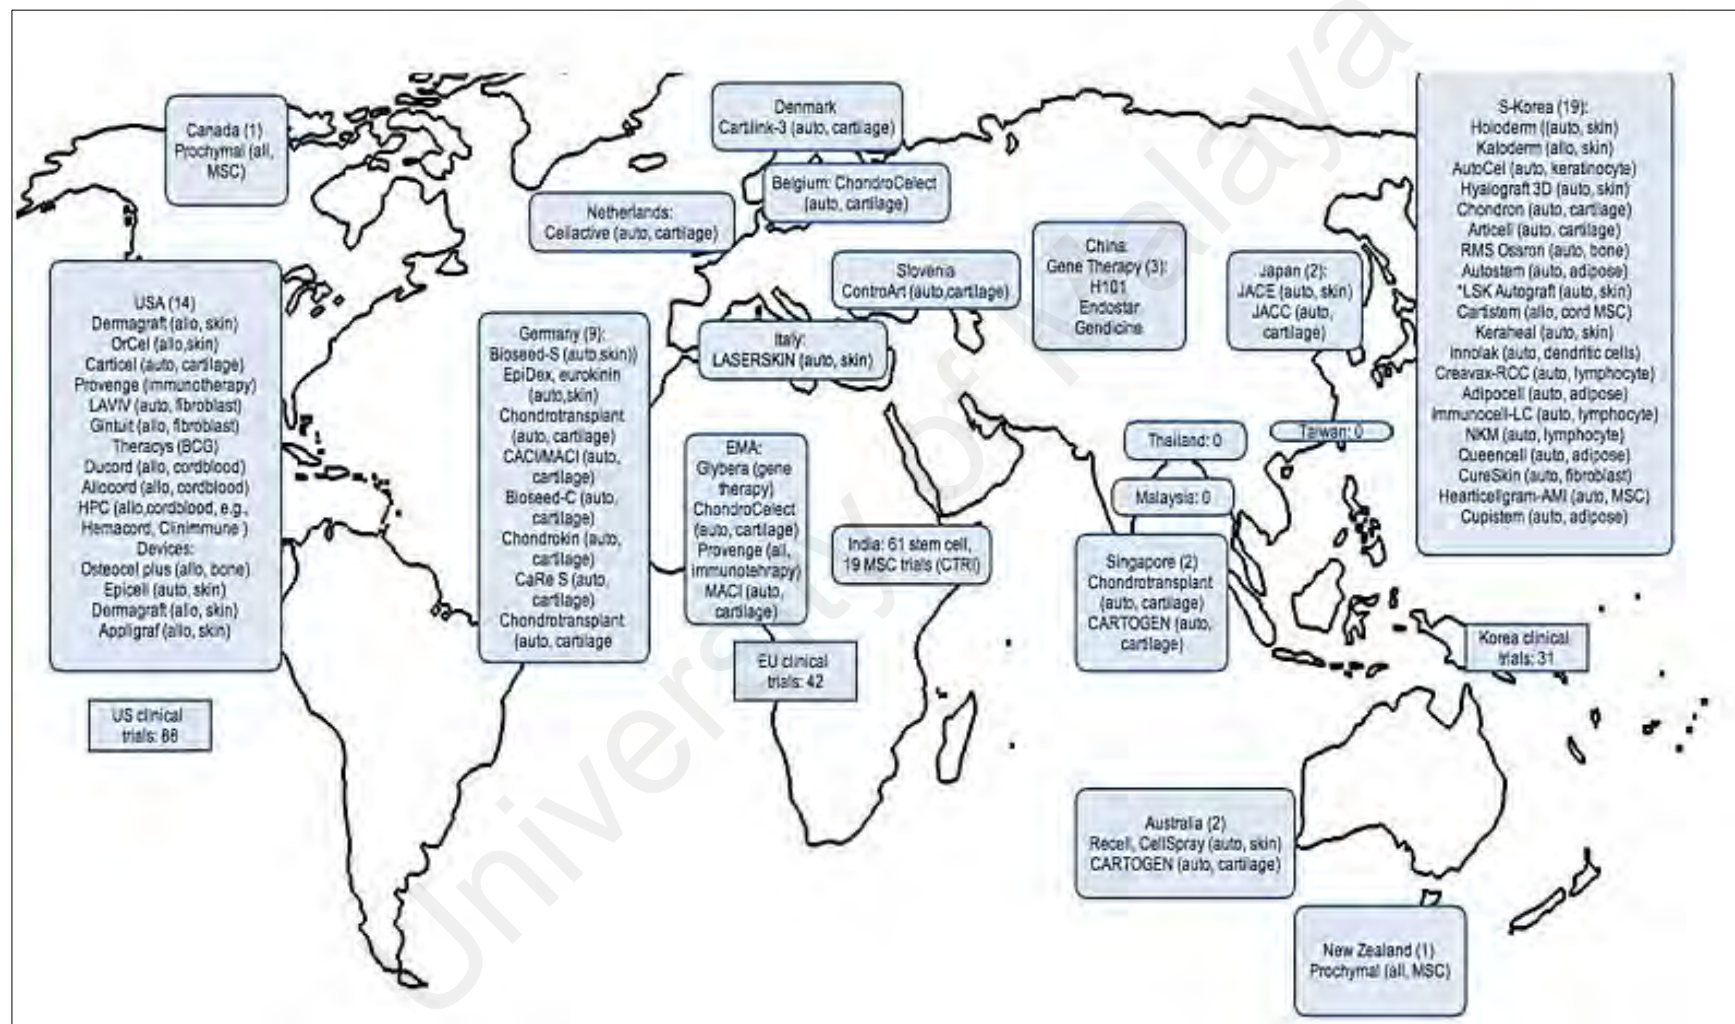 Canada (1)
Prochymal (all,
MSC)
Denmark
Cartilink-3 (auto, cartilage)
Belgium: ChondroCelect
(auto, cartilage)
Netherlands:
Cellactive (auto, cartilage)
Slovenia
ControArt (auto,cartilage)
Italy:
LASERSKIN (auto, skin)
China:
Gene Therapy (3):
H101
Endostar
Gendicine
Japan (2):
JACE (auto, skin)
JACC (auto,
cartilage)
S-Korea (19):
Holoderm ((auto, skin)
Kaloderm (allo, skin)
AutoCel (auto, keratinocyte)
Hyalograft 3D (auto, skin)
Chondron (auto, cartilage)
Articell (auto, cartilage)
RMS Ossron (auto, bone)
Autostem (auto, adipose)
*LSK Autograft (auto, skin)
Cartistem (allo, cord MSC)
Keraheal (auto, skin)
Innolak (auto, dendritic cells)
Creavax-RCC (auto, lymphocyte)
Adipocell (auto, adipose)
Immunocell-LC (auto, lymphocyte)
NKM (auto, lymphocyte)
Queencell (auto, adipose)
CureSkin (auto, fibroblast)
Hearticellgram-AMI (auto, MSC)
Cupistem (auto, adipose)
USA (14)
Dermagraft (allo, skin)
OrCel (allo,skin)
Carticel (auto, cartilage)
Provenge (immunotherapy)
LAVIV (auto, fibroblast)
Gintuit (allo, fibroblast)
Theracys (BCG)
Ducord (allo, cordblood)
Allocord (allo, cordblood)
HPC (allo,cordblood, e.g.,
Hemacord, Clinimmune )
Devices:
Osteocel plus (allo, bone)
Epicell (auto, skin)
Dermagraft (allo, skin)
Appligraf (allo, skin)
US clinical
trials:
Germany (9):
Bioseed-S (auto,skin))
EpiDex, eurokinin
(auto,skin)
Chondrotransplant
(auto, cartilage)
CACI/MACI (auto,
cartilage)
Bioseed-C (auto,
cartilage)
Chondrokin (auto,
cartilage)
CaRe S (auto,
cartilage)
Chondrotransplant
(auto, cartilage
EMA:
Glybera (gene
therapy)
ChondroCelect
(auto, cartilage)
Provenge (all,
immunotehrapy)
MACI (auto,
cartilage)
EU clinical
trials: 42
India: 61 stem cell,
19 MSC trials (CTRI)
Thailand: 0
Taiwan: 0
Malaysia: 0
Singapore (2)
Chondrotransplant
(auto, cartilage)
CARTOGEN (auto,
cartilage)
Korea clinical
trials: 31
Australia (2)
Recell, CellSpray (auto, skin)
CARTOGEN (auto, cartilage)
New Zealand (1)
Prochymal (all, MSC)
University of Malaya